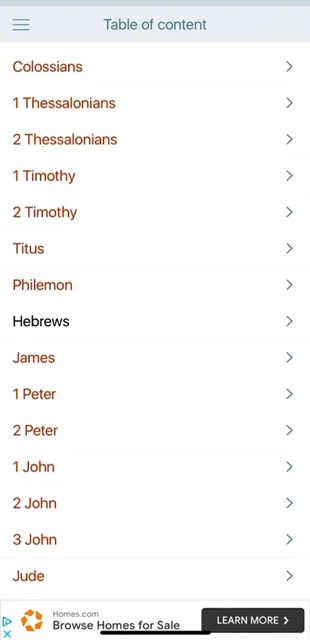 Table of content
Colossians
1 Thessalonians
2 Thessalonians
1 Timothy
2 Timothy
Titus
Philemon
Hebrews
James
1 Peter
2 Peter
1 John
2 John
3 John
Jude
Homes.com
Browse Homes for Sale
LEARN MORE